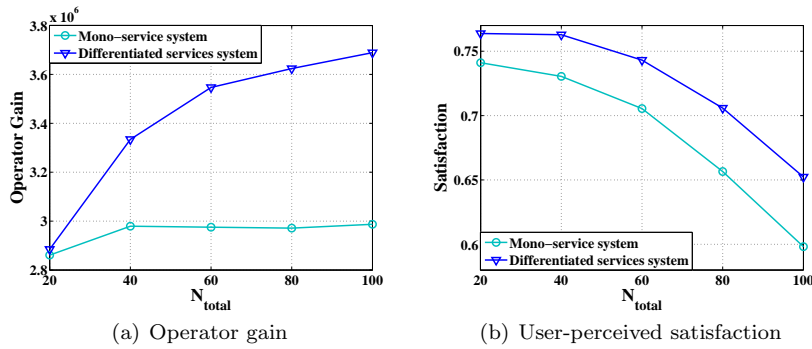 x 10^6
3.8
3.6
3.4
3.2
3
2.8
Operator Gain
Mono−service system
Differentiated services system
20 40 60 80 100
N_total
(a) Operator gain
0.75
0.7
0.65
0.6
Satisfaction
Mono−service system
Differentiated services system
20 40 60 80 100
N_total
(b) User-perceived satisfaction